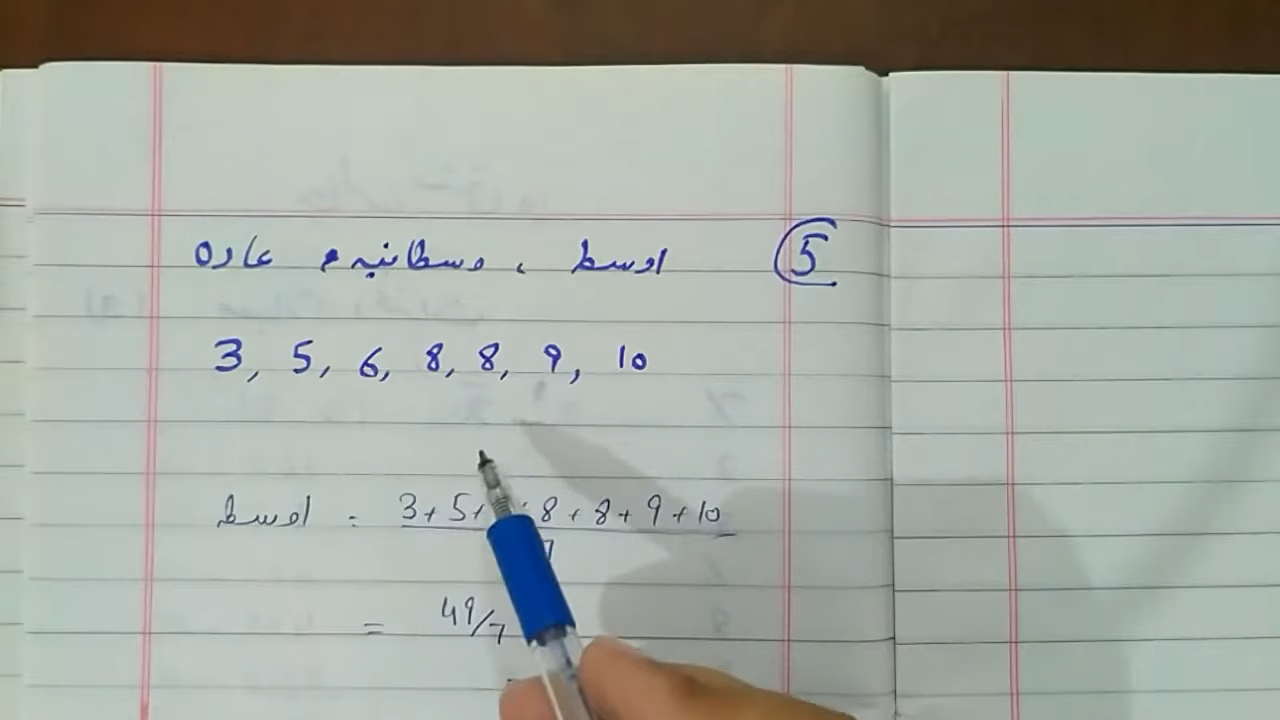 5 اوسط ، وسطانیہ ، عادہ
3, 5, 6, 8, 8, 9, 10
اوسط = 3+5+ 8+8+9+10
7
= 49/7